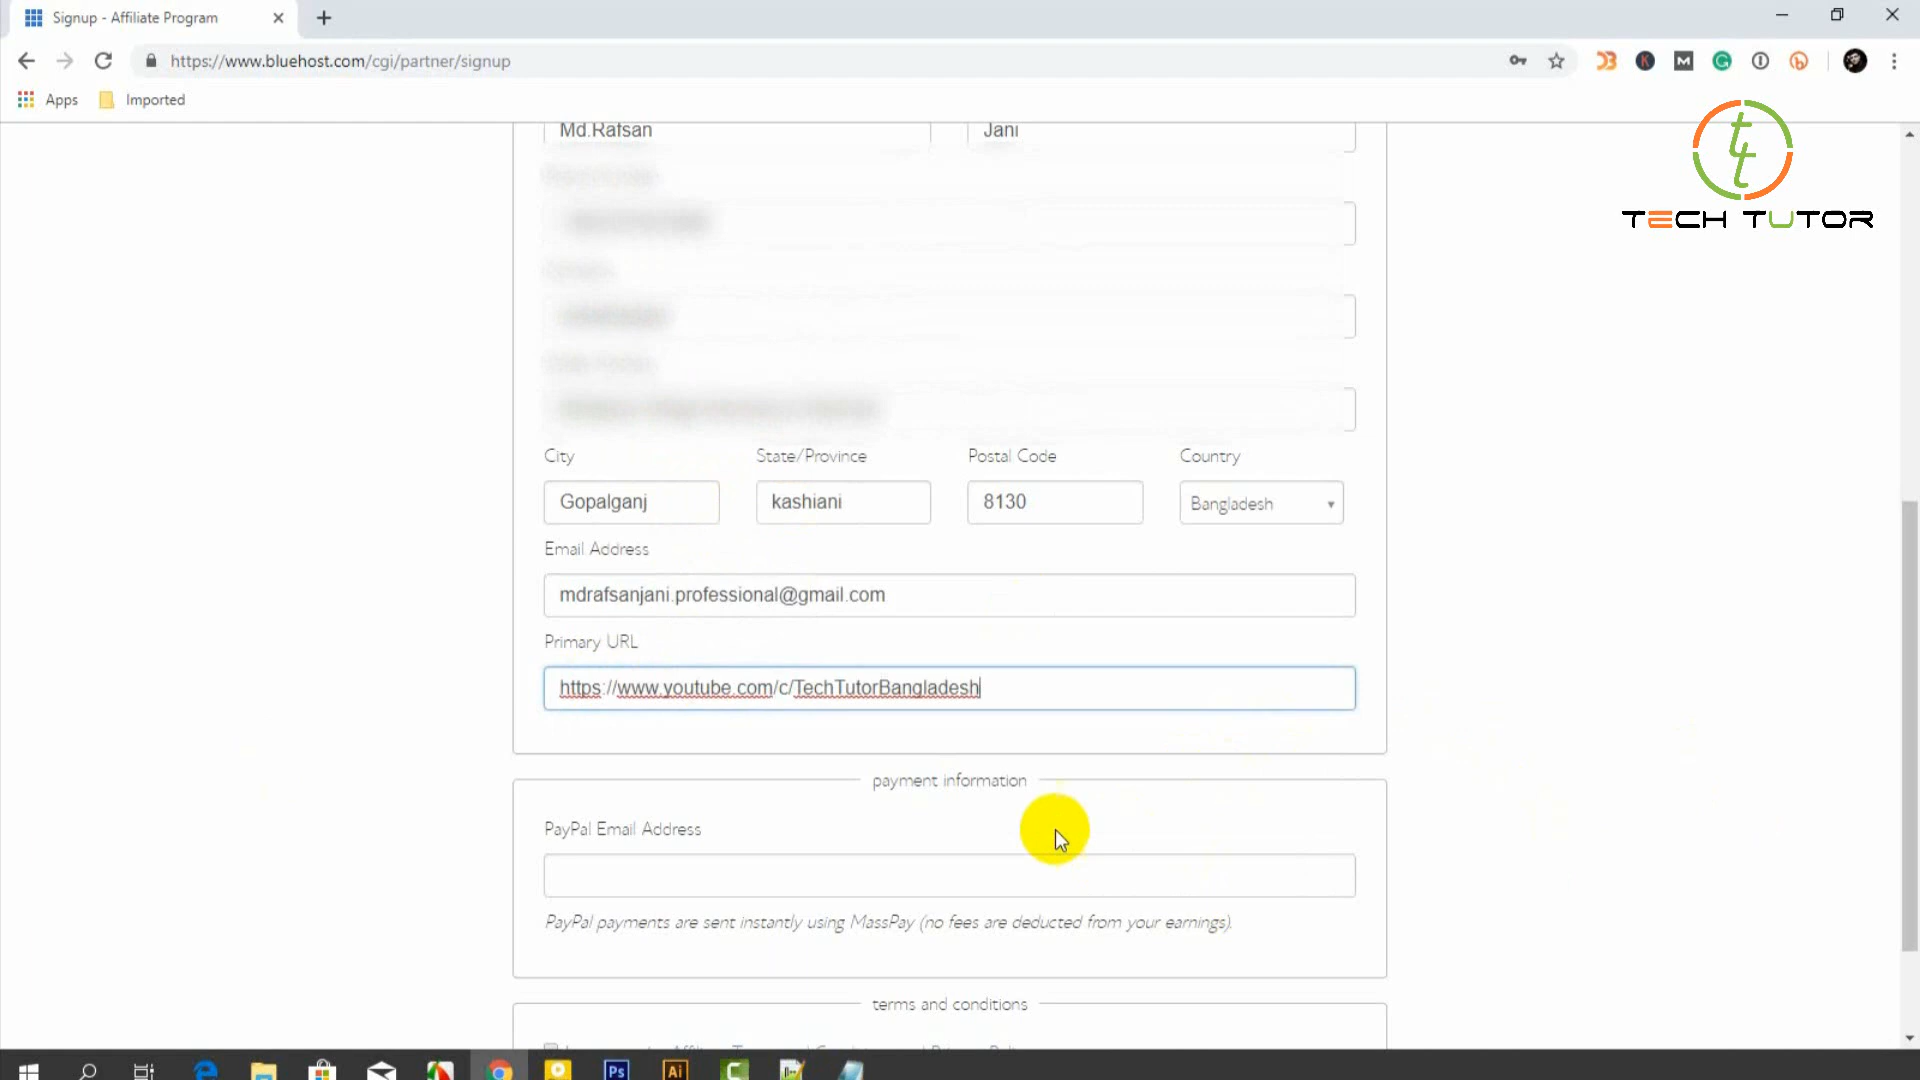 Signup - Affiliate Program
https://www.bluehost.com/cgi/partner/signup
Apps Imported
TECH TUTOR
Md.Rafsan Jani
City State/Province Postal Code Country
Gopalganj kashiani 8130 Bangladesh
Email Address
mdrafsanjani.professional@gmail.com
Primary URL
https://www.youtube.com/c/TechTutorBangladesh
payment information
PayPal Email Address
PayPal payments are sent instantly using MassPay (no fees are deducted from your earnings).
terms and conditions
Ps Ai